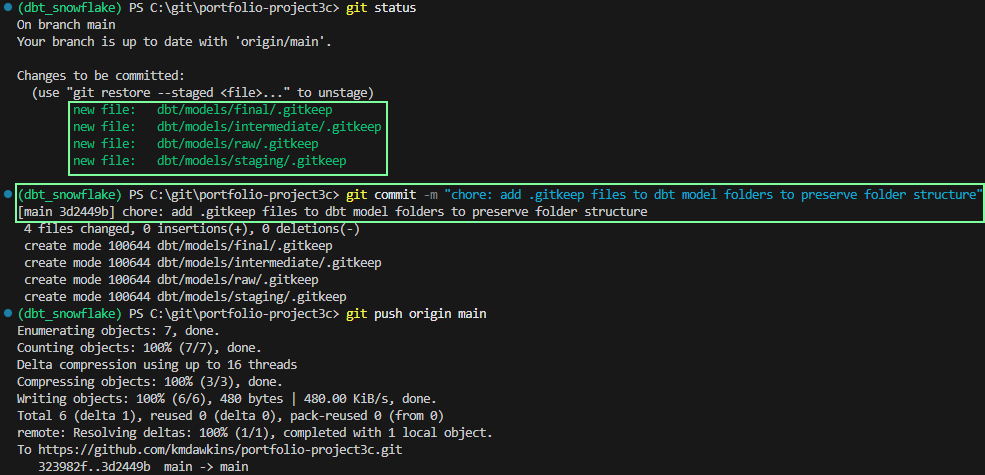 (dbt_snowflake) PS C:\git\portfolio-project3c> git status
On branch main
Your branch is up to date with 'origin/main'.
Changes to be committed:
  (use "git restore --staged <file>..." to unstage)
        new file:   dbt/models/final/.gitkeep
        new file:   dbt/models/intermediate/.gitkeep
        new file:   dbt/models/raw/.gitkeep
        new file:   dbt/models/staging/.gitkeep
(dbt_snowflake) PS C:\git\portfolio-project3c> git commit -m "chore: add .gitkeep files to dbt model folders to preserve folder structure"
[main 3d2449b] chore: add .gitkeep files to dbt model folders to preserve folder structure
 4 files changed, 0 insertions(+), 0 deletions(-)
 create mode 100644 dbt/models/final/.gitkeep
 create mode 100644 dbt/models/intermediate/.gitkeep
 create mode 100644 dbt/models/raw/.gitkeep
 create mode 100644 dbt/models/staging/.gitkeep
(dbt_snowflake) PS C:\git\portfolio-project3c> git push origin main
Enumerating objects: 7, done.
Counting objects: 100% (7/7), done.
Delta compression using up to 16 threads
Compressing objects: 100% (3/3), done.
Writing objects: 100% (6/6), 480 bytes | 480.00 KiB/s, done.
Total 6 (delta 1), reused 0 (delta 0), pack-reused 0 (from 0)
remote: Resolving deltas: 100% (1/1), completed with 1 local object.
To https://github.com/kmdawkins/portfolio-project3c.git
   323982f..3d2449b  main -> main